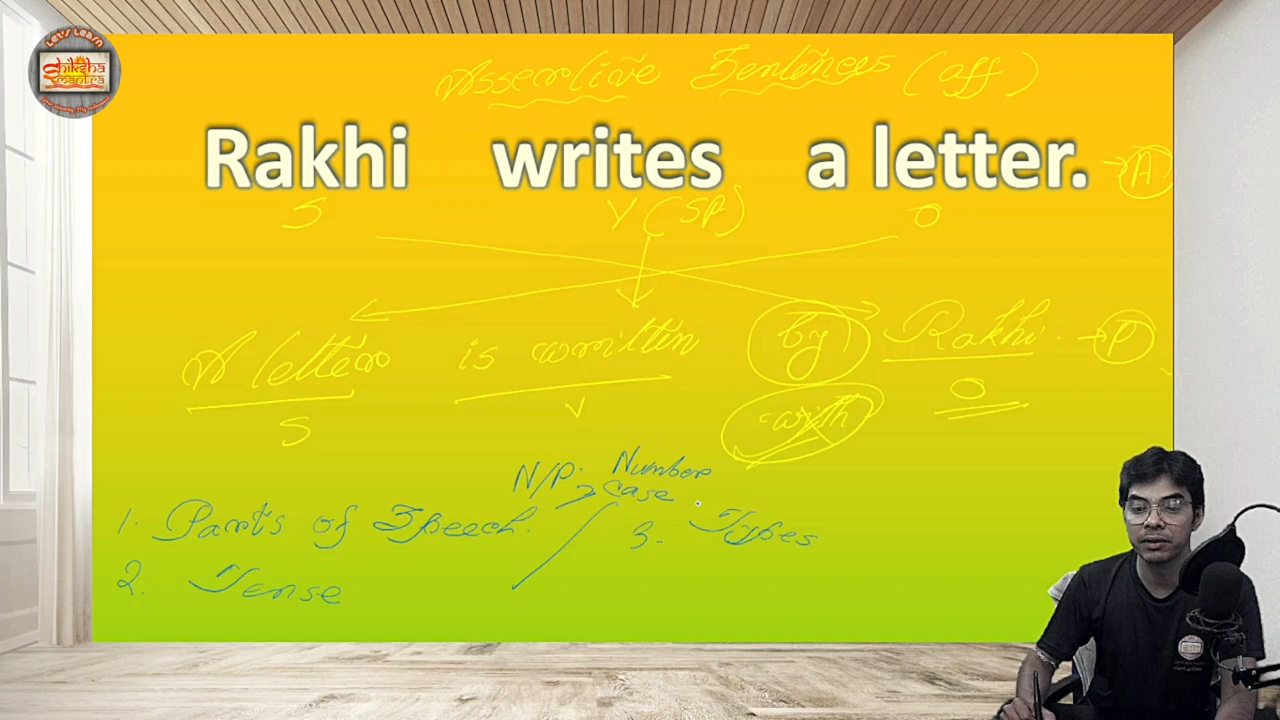 Let's Learn
Shiksha
mantra
Assertive Sentences (aff.)
Rakhi writes a letter. → A
S V (SP) O
A letter is written by Rakhi. → P
S V with O
N/P. Number
→ Case
1. Parts of Speech. 3. Types
2. Tense